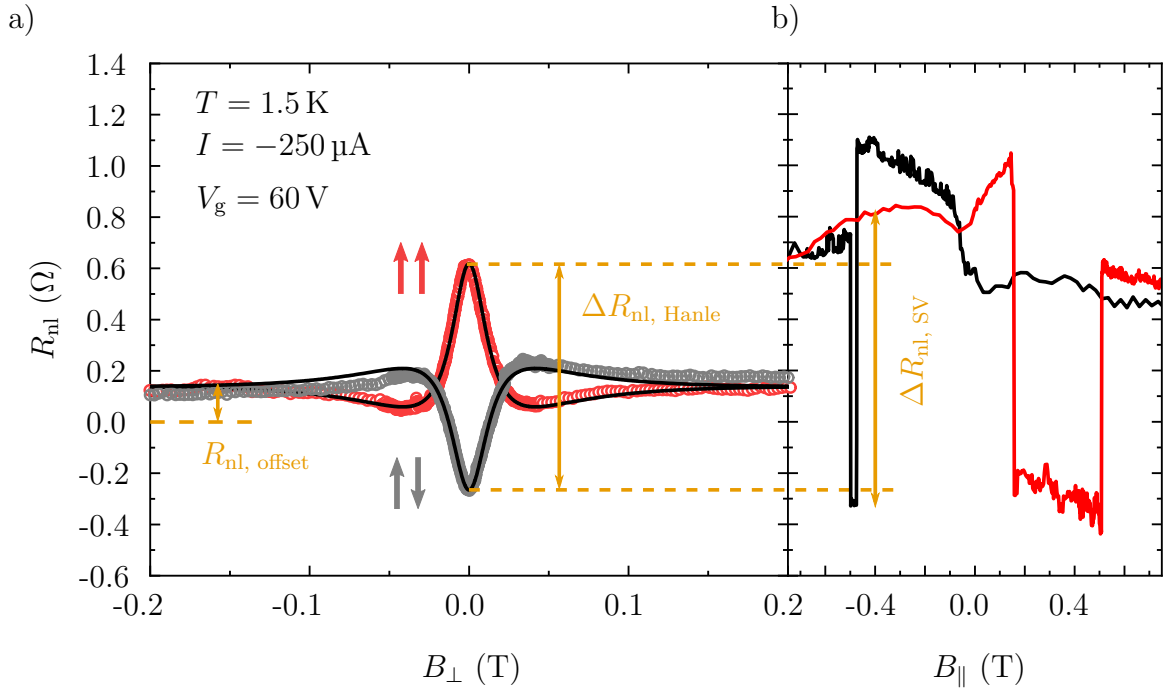 a)
b)
1.4
1.2
1.0
0.8
0.6
0.4
0.2
0.0
-0.2
-0.4
-0.6
R_nl (Ω)
T = 1.5 K
I = −250 µA
V_g = 60 V
ΔR_nl, Hanle
R_nl, offset
ΔR_nl, SV
-0.2 -0.1 0.0 0.1 0.2
-0.4 0.0 0.4
B_⊥ (T)
B_∥ (T)